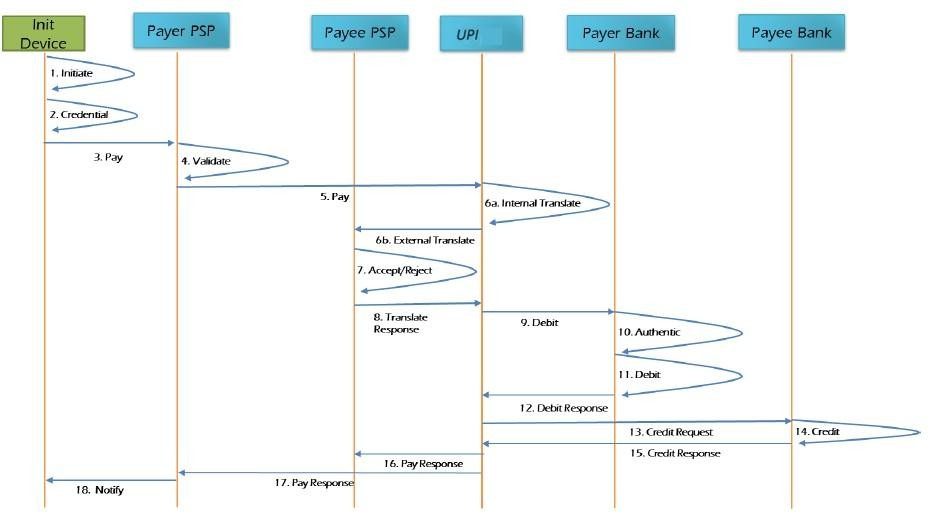 Init
Device
Payer PSP
Payee PSP
UPI
Payer Bank
Payee Bank
1. Initiate
2. Credential
3. Pay
4. Validate
5. Pay
6a. Internal Translate
6b. External Translate
7. Accept/Reject
8. Translate
Response
9. Debit
10. Authentic
11. Debit
12. Debit Response
13. Credit Request
14. Credit
15. Credit Response
16. Pay Response
17. Pay Response
18. Notify